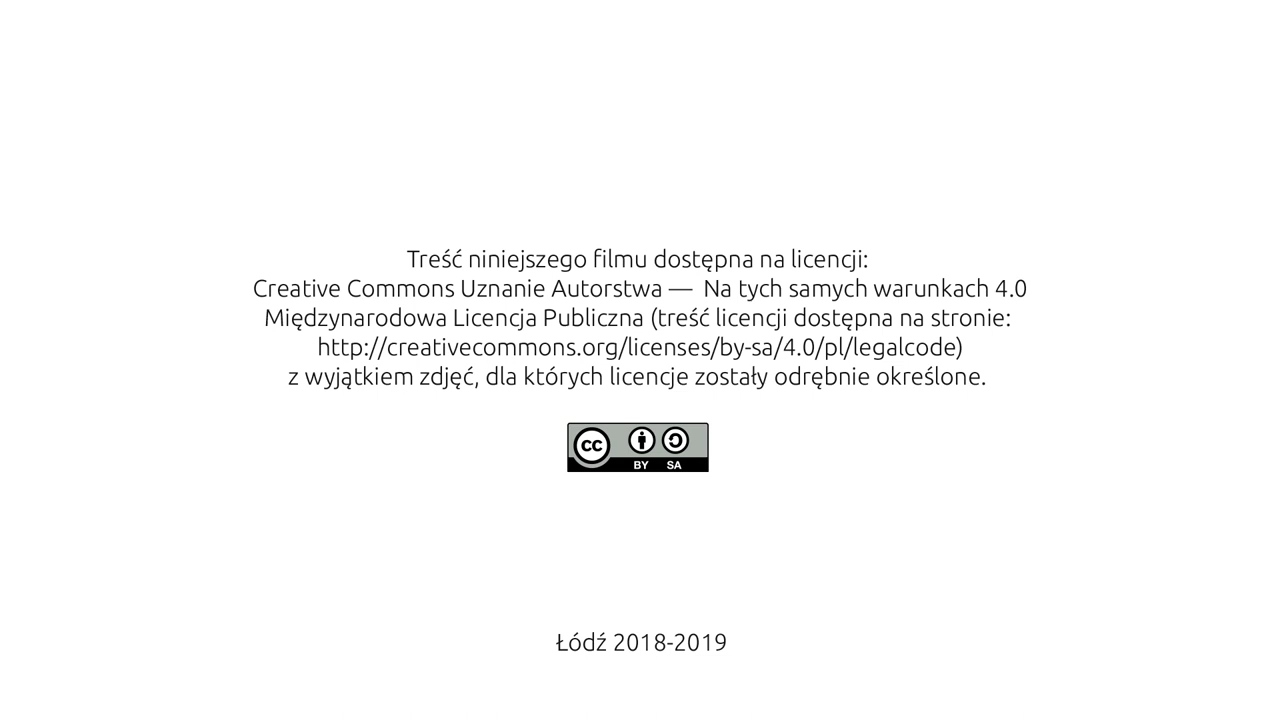 Treść niniejszego filmu dostępna na licencji:
Creative Commons Uznanie Autorstwa — Na tych samych warunkach 4.0
Międzynarodowa Licencja Publiczna (treść licencji dostępna na stronie:
http://creativecommons.org/licenses/by-sa/4.0/pl/legalcode)
z wyjątkiem zdjęć, dla których licencje zostały odrębnie określone.
cc
BY SA
Łódź 2018-2019